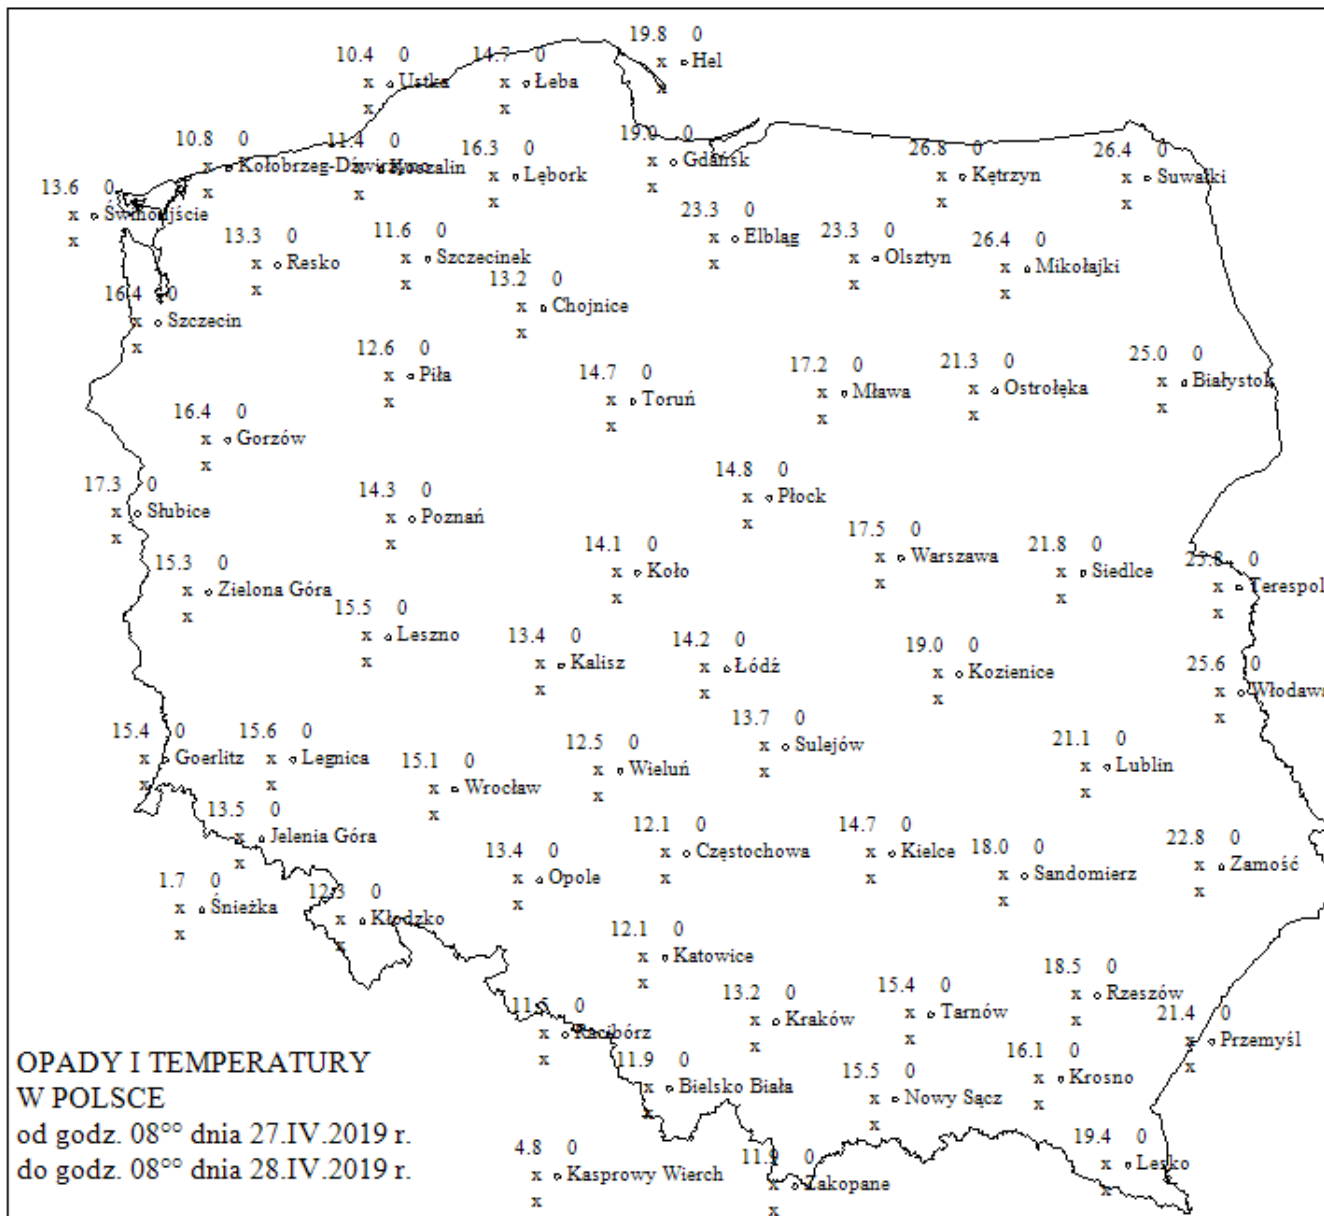 19.8 0
x Hel
x
10.4 0
x Ustka
x
14.7 0
x Łeba
x
10.8 0
x Kołobrzeg-Dźwirzyno
x
11.4 0
x Koszalin
x
16.3 0
x Lębork
x
19.0 0
x Gdańsk
x
26.8 0
x Kętrzyn
x
26.4 0
x Suwałki
x
13.6 0
x Świnoujście
x
13.3 0
x Resko
x
11.6 0
x Szczecinek
x
23.3 0
x Elbląg
x
23.3 0
x Olsztyn
x
26.4 0
x Mikołajki
x
13.2 0
x Chojnice
x
16.4 0
x Szczecin
x
12.6 0
x Piła
x
14.7 0
x Toruń
x
17.2 0
x Mława
x
21.3 0
x Ostrołęka
x
25.0 0
x Białystok
x
16.4 0
x Gorzów
x
17.3 0
x Słubice
x
14.3 0
x Poznań
x
14.8 0
x Płock
x
15.3 0
x Zielona Góra
x
14.1 0
x Koło
x
17.5 0
x Warszawa
x
21.8 0
x Siedlce
x
25.8 0
x Terespol
x
15.5 0
x Leszno
x
13.4 0
x Kalisz
x
14.2 0
x Łódź
x
19.0 0
x Kozienice
x
25.6 0
x Włodawa
x
15.4 0
x Goerlitz
x
15.6 0
x Legnica
x
15.1 0
x Wrocław
x
12.5 0
x Wieluń
x
13.7 0
x Sulejów
x
21.1 0
x Lublin
x
13.5 0
x Jelenia Góra
x
13.4 0
x Opole
x
12.1 0
x Częstochowa
x
14.7 0
x Kielce
x
18.0 0
x Sandomierz
x
22.8 0
x Zamość
x
1.7 0
x Śnieżka
x
12.3 0
x Kłodzko
x
12.1 0
x Katowice
x
11.5 0
x Racibórz
x
13.2 0
x Kraków
x
15.4 0
x Tarnów
x
18.5 0
x Rzeszów
x
21.4 0
x Przemyśl
x
11.9 0
x Bielsko Biała
x
15.5 0
x Nowy Sącz
x
16.1 0
x Krosno
x
4.8 0
x Kasprowy Wierch
x
11.9 0
x Zakopane
x
19.4 0
x Lesko
x
OPADY I TEMPERATURY
W POLSCE
od godz. 08°° dnia 27.IV.2019 r.
do godz. 08°° dnia 28.IV.2019 r.